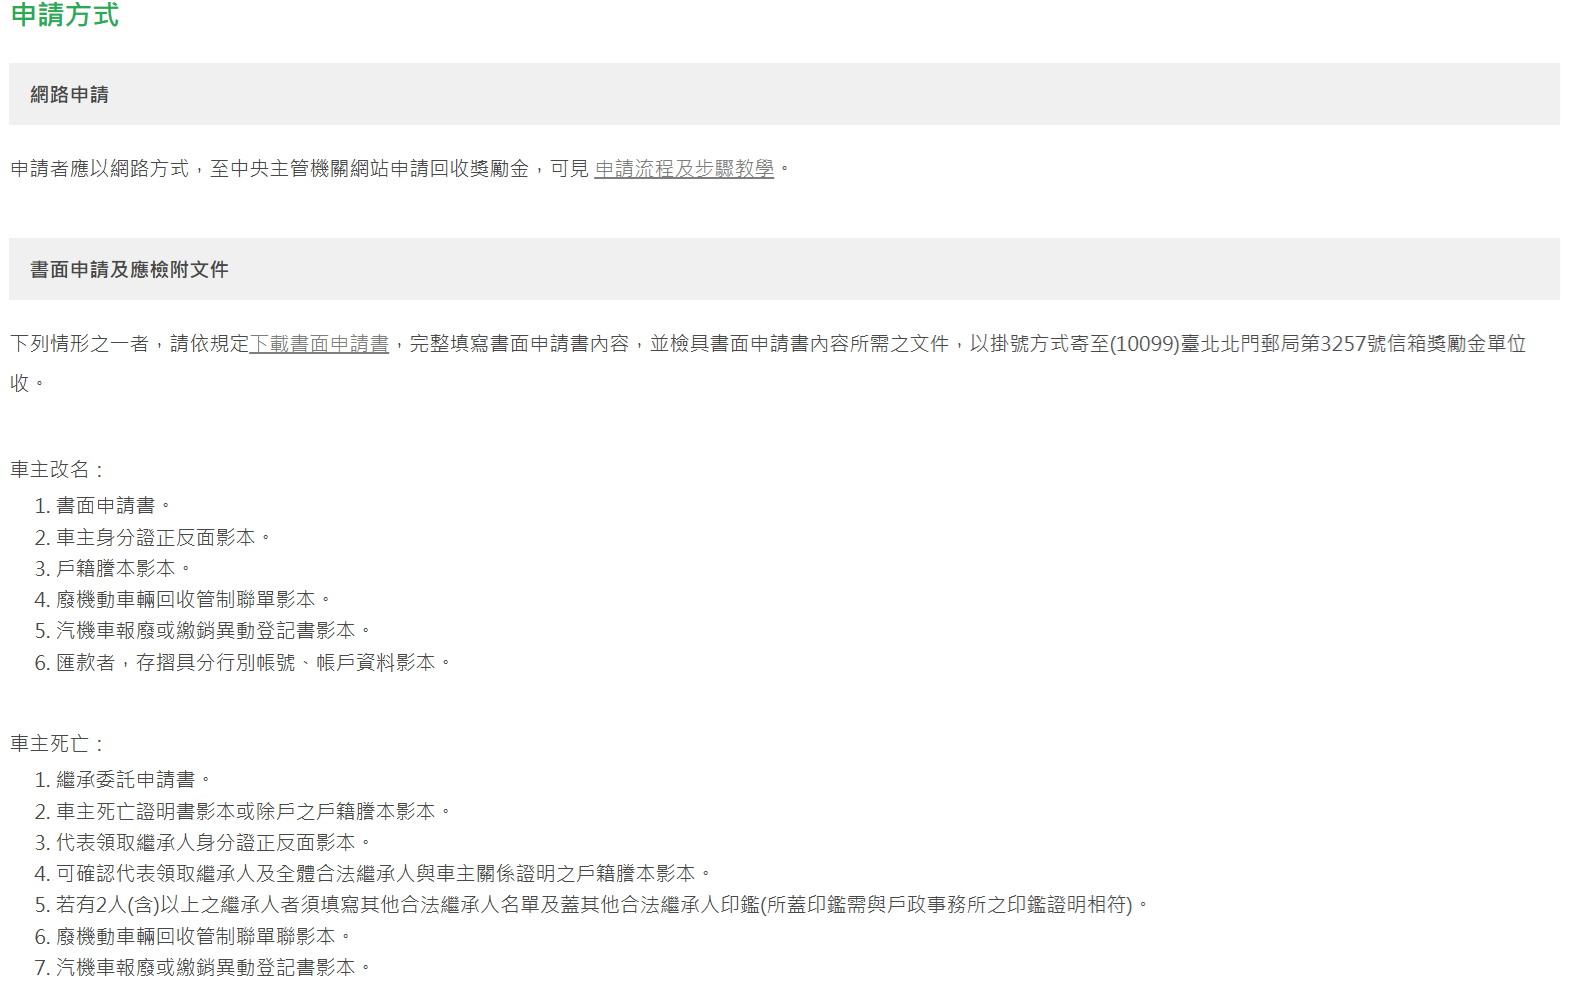 申請方式
網路申請
申請者應以網路方式，至中央主管機關網站申請回收獎勵金，可見 申請流程及步驟教學。
書面申請及應檢附文件
下列情形之一者，請依規定下載書面申請書，完整填寫書面申請書內容，並檢具書面申請書內容所需之文件，以掛號方式寄至(10099)臺北北門郵局第3257號信箱獎勵金單位
收。
車主改名：
1. 書面申請書。
2. 車主身分證正反面影本。
3. 戶籍謄本影本。
4. 廢機動車輛回收管制聯單影本。
5. 汽機車報廢或繳銷異動登記書影本。
6. 匯款者，存摺具分行別帳號、帳戶資料影本。
車主死亡：
1. 繼承委託申請書。
2. 車主死亡證明書影本或除戶之戶籍謄本影本。
3. 代表領取繼承人身分證正反面影本。
4. 可確認代表領取繼承人及全體合法繼承人與車主關係證明之戶籍謄本影本。
5. 若有2人(含)以上之繼承人者須填寫其他合法繼承人名單及蓋其他合法繼承人印鑑(所蓋印鑑需與戶政事務所之印鑑證明相符)。
6. 廢機動車輛回收管制聯單聯影本。
7. 汽機車報廢或繳銷異動登記書影本。